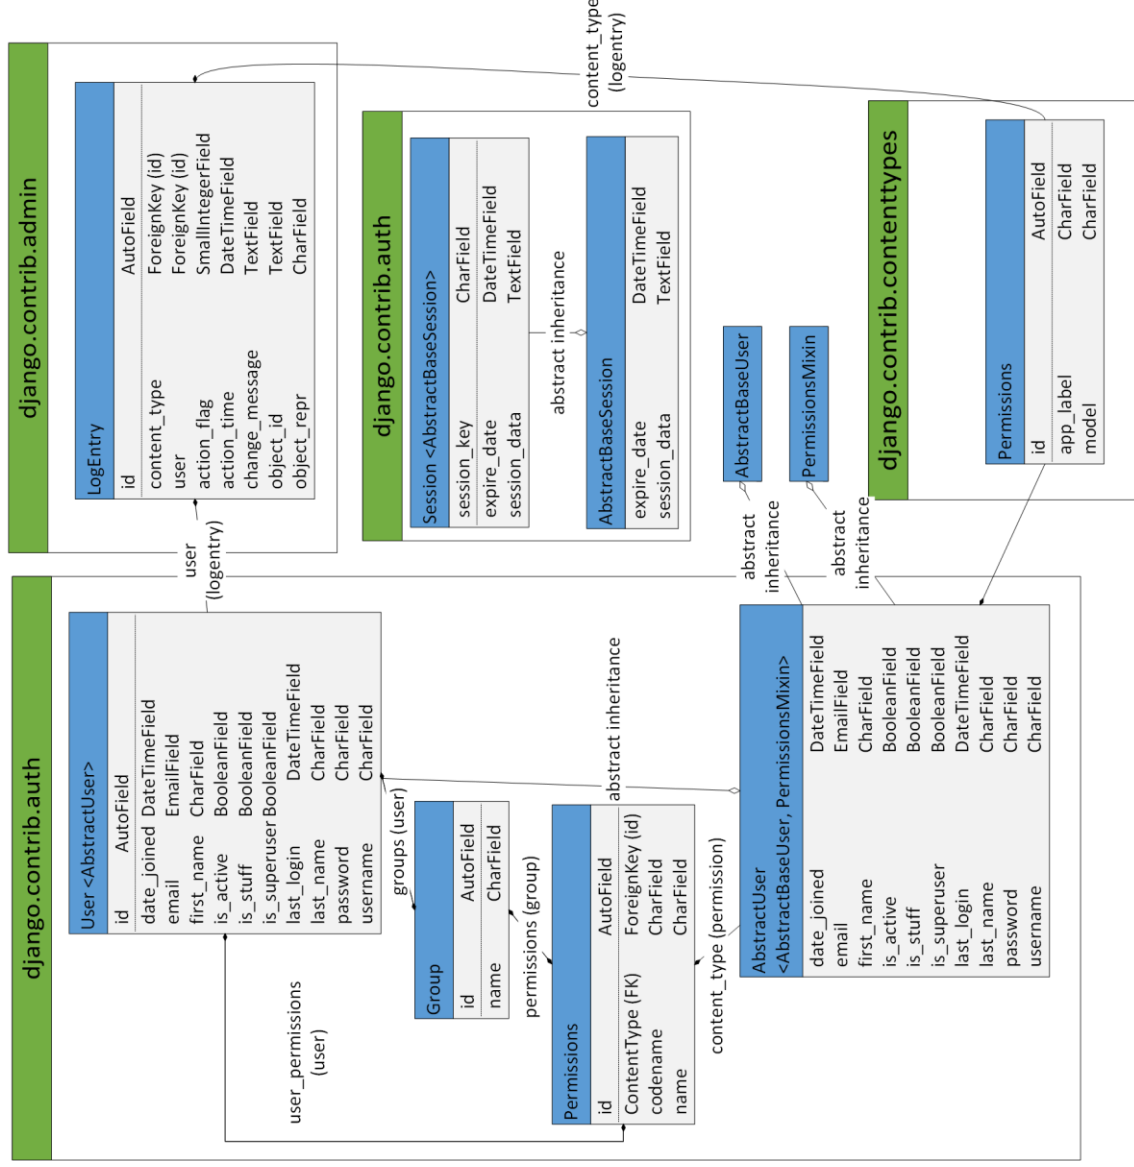 django.contrib.auth
User <AbstractUser>
id AutoField
date_joined DateTimeField
email EmailField
first_name CharField
is_active BooleanField
is_stuff BooleanField
is_superuser BooleanField
last_login DateTimeField
last_name CharField
password CharField
username CharField
user_permissions
(user)
groups (user)
Group
id AutoField
name CharField
permissions (group)
abstract inheritance
Permissions
id AutoField
ContentType (FK) ForeignKey (id)
codename CharField
name CharField
content_type (permission)
AbstractUser
<AbstractBaseUser, PermissionsMixin>
date_joined DateTimeField
email EmailField
first_name CharField
is_active BooleanField
is_stuff BooleanField
is_superuser BooleanField
last_login DateTimeField
last_name CharField
password CharField
username CharField
django.contrib.admin
LogEntry
id AutoField
content_type ForeignKey (id)
user ForeignKey (id)
action_flag SmallIntegerField
action_time DateTimeField
change_message TextField
object_id TextField
object_repr CharField
user
(logentry)
content_type
(logentry)
django.contrib.auth
Session <AbstractBaseSession>
session_key CharField
expire_date DateTimeField
session_data TextField
abstract inheritance
AbstractBaseSession
expire_date DateTimeField
session_data TextField
AbstractBaseUser
abstract
inheritance
PermissionsMixin
abstract
inheritance
django.contrib.contenttypes
Permissions
id AutoField
app_label CharField
model CharField